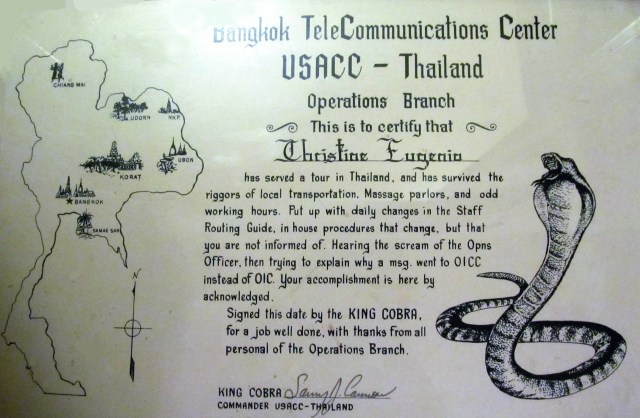 Bangkok TeleCommunications Center
USACC - Thailand
Operations Branch
This is to certify that
Christine Eugenio
has served a tour in Thailand, and has survived the
riggors of local transportation, Massage parlors, and odd
working hours. Put up with daily changes in the Staff
Routing Guide, in house procedures that change, but that
you are not informed of. Hearing the scream of the Opns
Officer, then trying to explain why a msg. went to OICC
instead of OIC. Your accomplishment is here by
acknowledged.
Signed this date by the KING COBRA,
for a job well done, with thanks from all
personal of the Operations Branch.
KING COBRA
COMMANDER USACC-THAILAND
CHIANG MAI
UDORN
NKP
UBON
KORAT
BANGKOK
SAMAE SAN
N